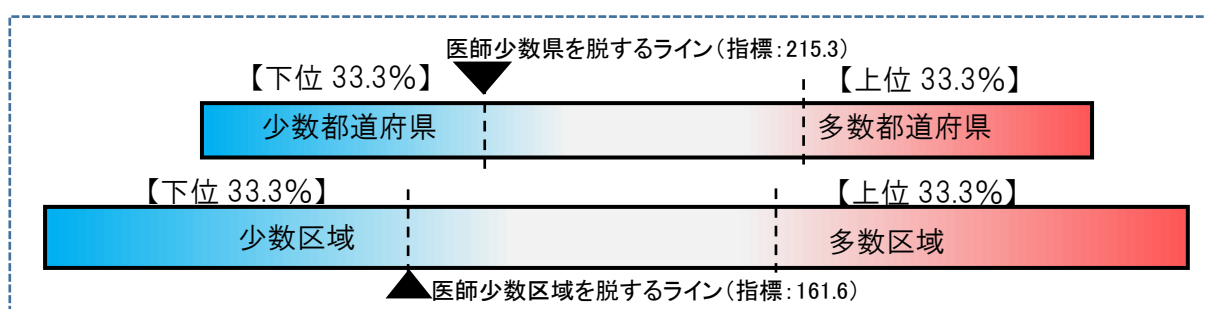 医師少数県を脱するライン（指標：215.3）
【下位 33.3％】
【上位 33.3％】
少数都道府県
多数都道府県
【下位 33.3％】
【上位 33.3％】
少数区域
多数区域
医師少数区域を脱するライン（指標：161.6）